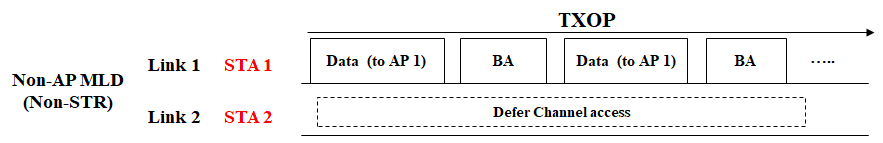 TXOP
Link 1 STA 1 Data (to AP 1) BA Data (to AP 1) BA .....
Non-AP MLD
(Non-STR)
Link 2 STA 2 Defer Channel access